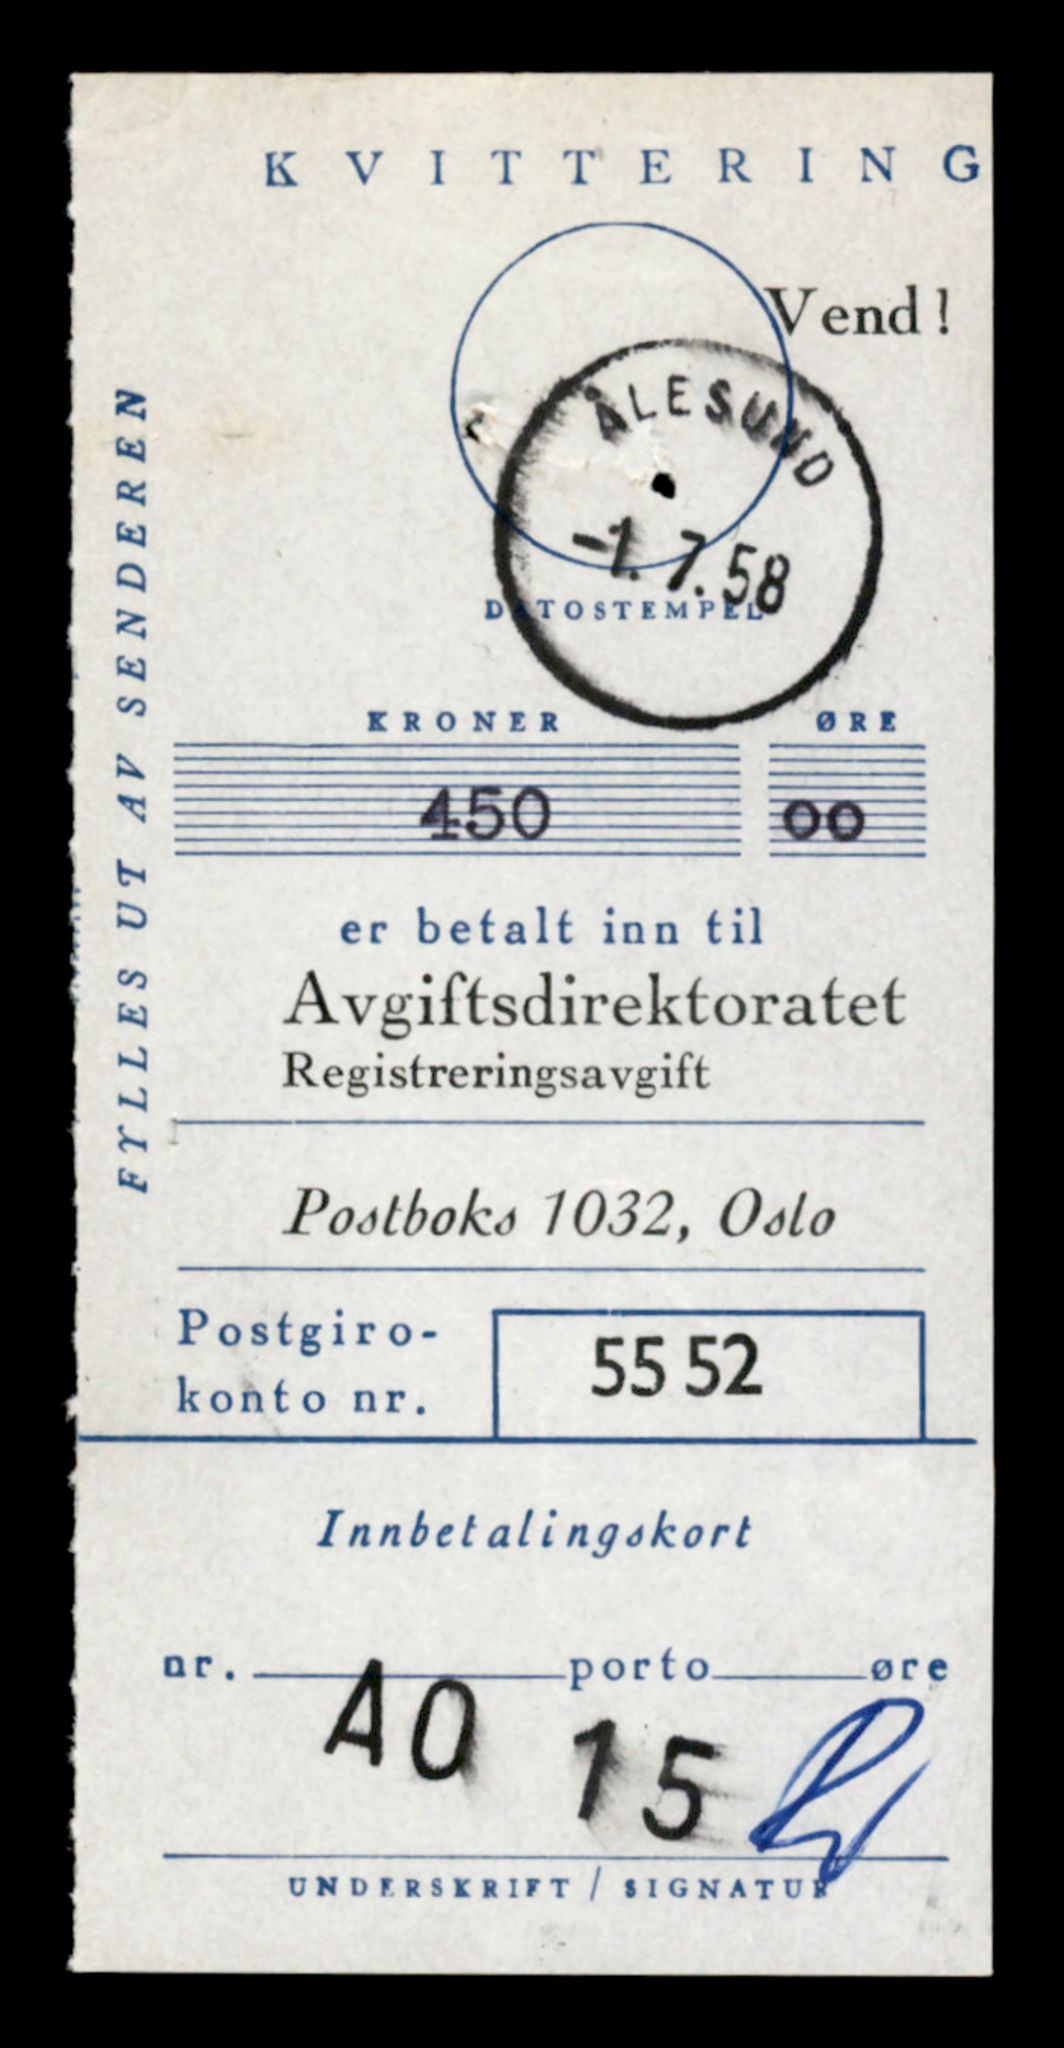 KVITTERING
Vend!
ÅLESUND
-1.7.58
DATOSTEMPEL
FYLLES UT AV SENDEREN
KRONER ØRE
450 00
er betalt inn til
Avgiftsdirektoratet
Registreringsavgift
Postboks 1032, Oslo
Postgiro-
konto nr.
55 52
Innbetalingskort
nr. porto øre
AO 15
UNDERSKRIFT / SIGNATUR